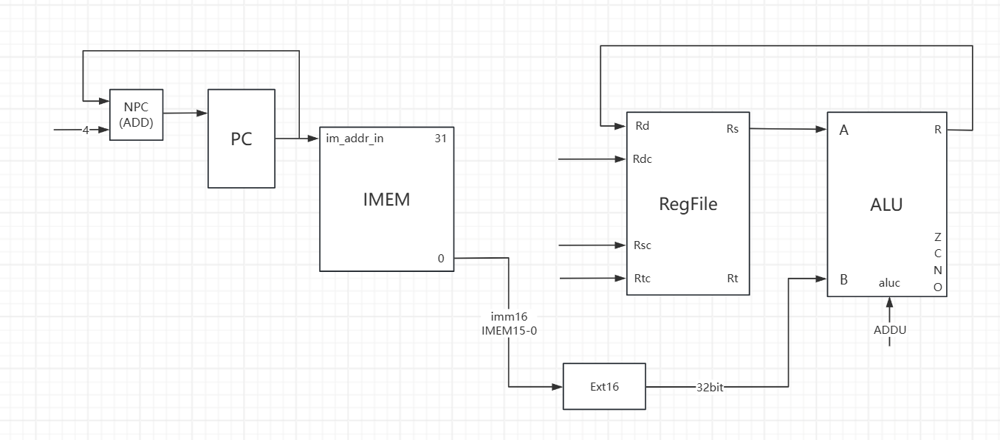 NPC
(ADD)
4
PC
im_addr_in
31
IMEM
0
imm16
IMEM15-0
Ext16
32bit
Rd
Rs
Rdc
RegFile
Rsc
Rtc
Rt
A
R
ALU
Z
C
N
O
B
aluc
ADDU